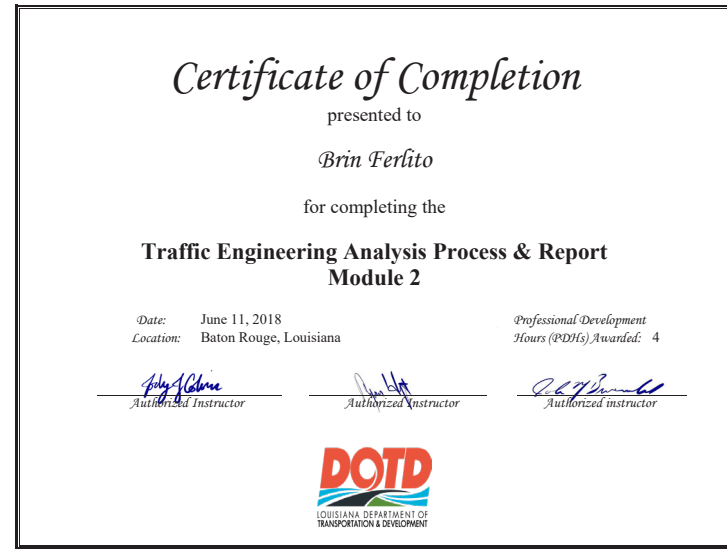 Certificate of Completion
presented to
Brin Ferlito
for completing the
Traffic Engineering Analysis Process & Report
Module 2
Date: June 11, 2018
Location: Baton Rouge, Louisiana
Professional Development
Hours (PDHs) Awarded: 4
Authorized Instructor
Authorized Instructor
Authorized instructor
DOTD
LOUISIANA DEPARTMENT OF
TRANSPORTATION & DEVELOPMENT